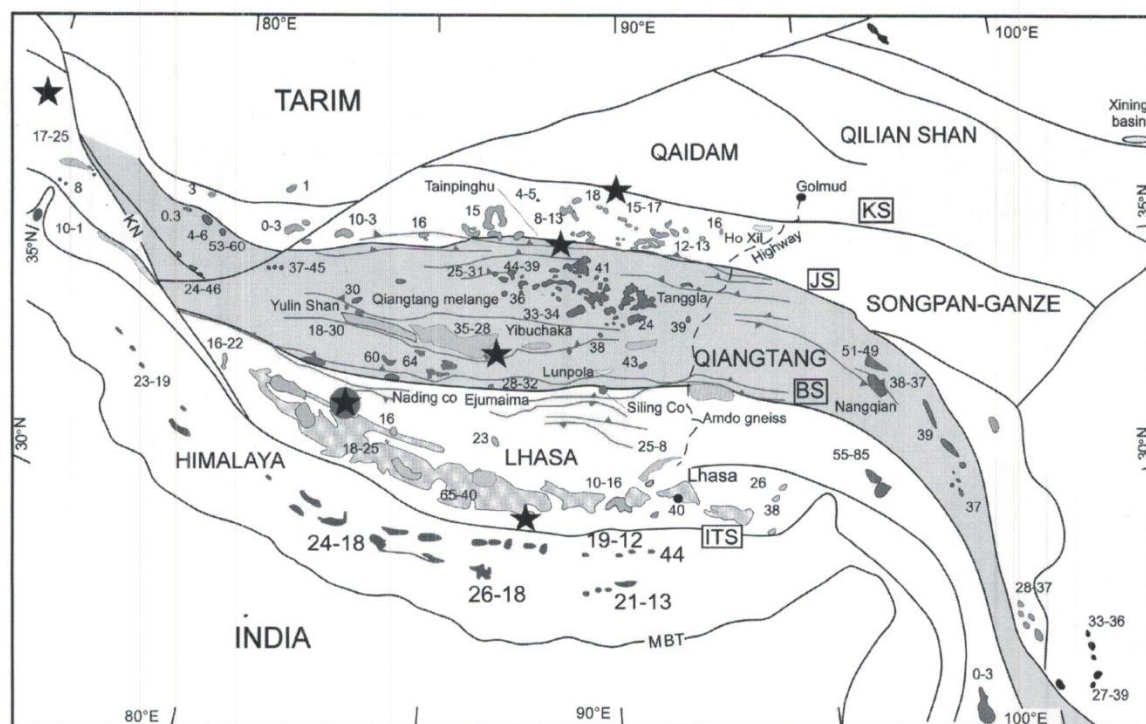 80°E
90°E
100°E
TARIM
Xining
basin
QILIAN SHAN
QAIDAM
17-25
Tainpinghu
4-5
18
Golmud
35°N
8
3
1
15
8-13
15-17
KS
KN
0.3
0-3
10-3
16
16
Ho Xil
Highway
35°N
10-1
4-6
53-60
12-13
37-45
44-39
41
JS
24-46
25-31
30
Qiangtang melange
36
Tanggla
SONGPAN-GANZE
Yulin Shan
33-34
24
39
18-30
35-28
Yibuchaka
38
QIANGTANG
51-49
16-22
60
64
43
Lunpola
BS
38-37
23-19
28-32
Nading co
Ejumaima
Siling Co
Amdo gneiss
Nangqian
16
39
30°N
23
25-8
30°N
HIMALAYA
18-25
LHASA
55-85
65-40
10-16
Lhasa
26
40
38
37
24-18
19-12
ITS
44
26-18
21-13
28-37
INDIA
MBT
33-36
0-3
27-39
80°E
90°E
100°E